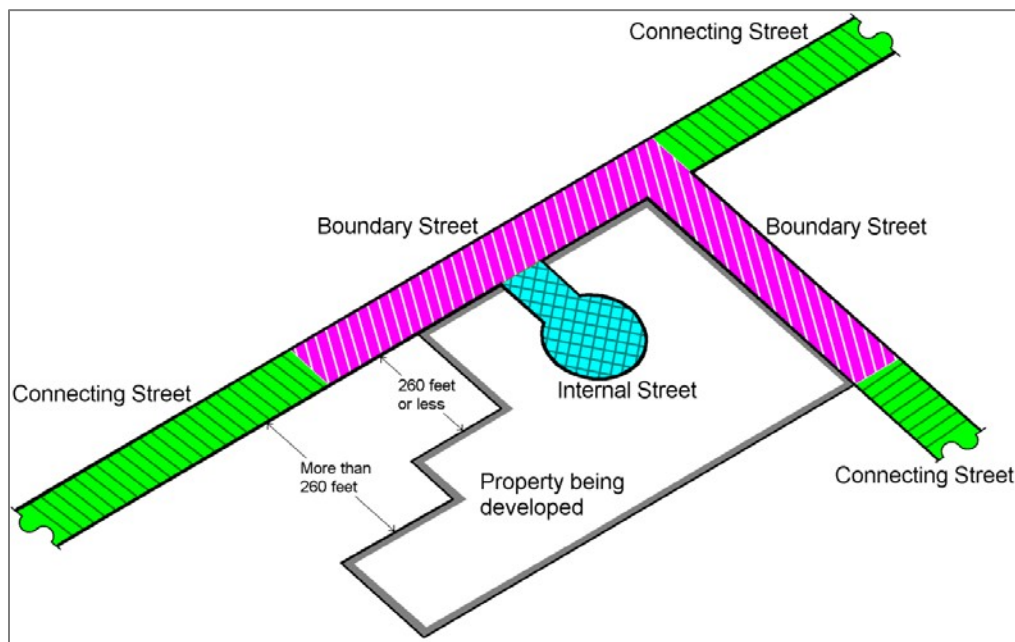 Connecting Street
Boundary Street
Boundary Street
Connecting Street
260 feet
or less
Internal Street
More than
260 feet
Property being
developed
Connecting Street